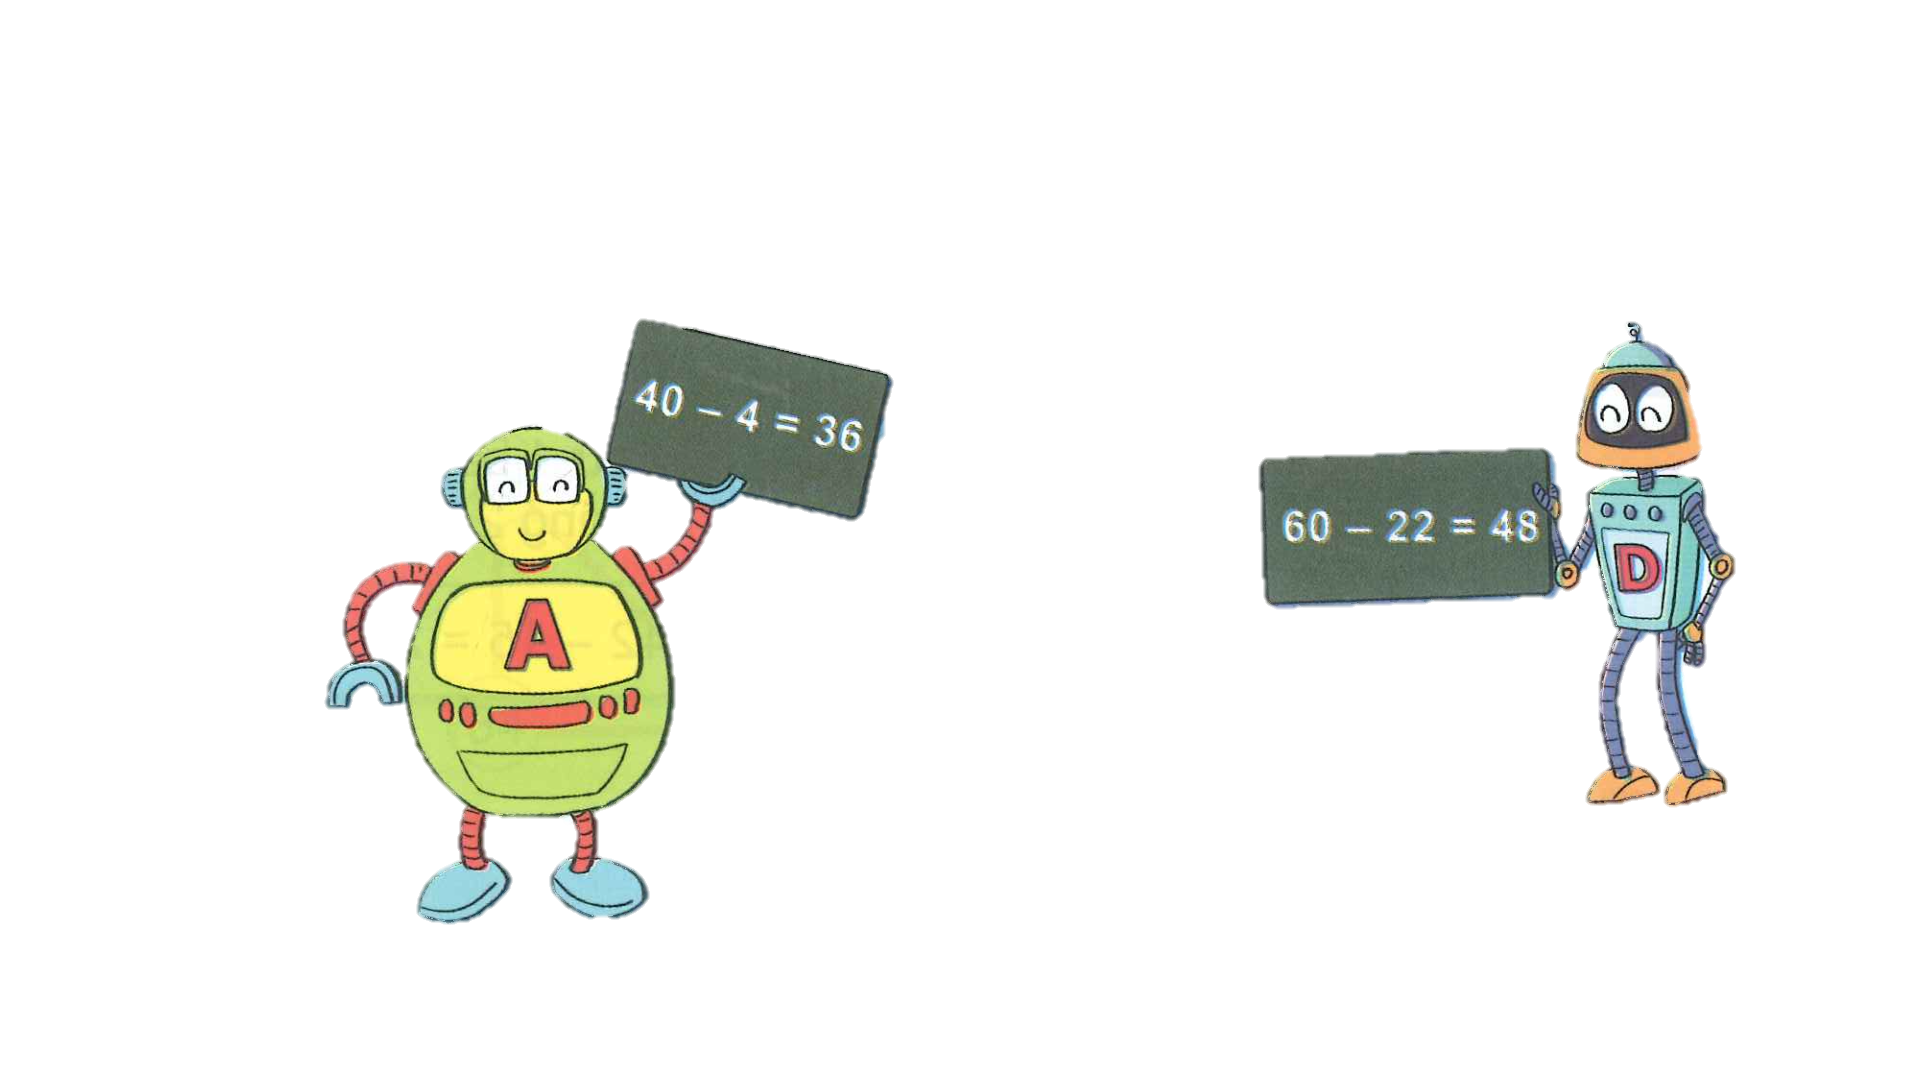 40 – 4 = 36
A
60 – 22 = 48
D